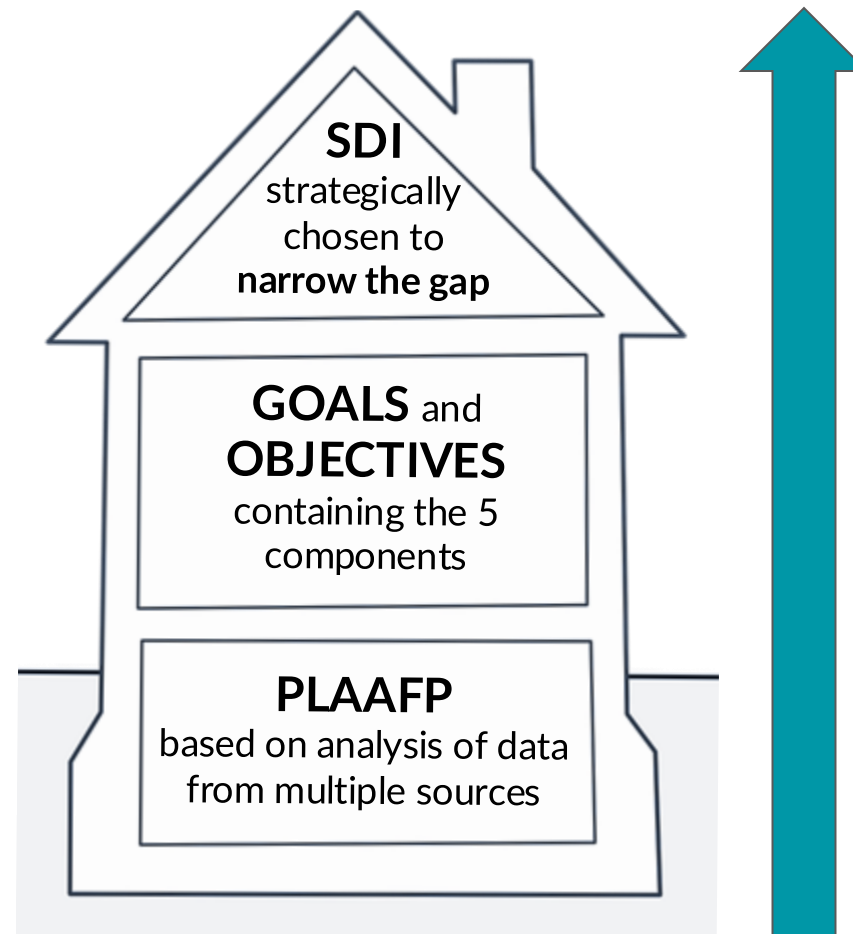 SDI
strategically
chosen to
narrow the gap
GOALS and
OBJECTIVES
containing the 5
components
PLAAFP
based on analysis of data
from multiple sources